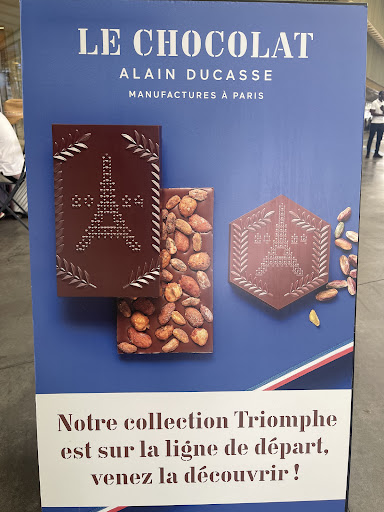 LE CHOCOLAT
ALAIN DUCASSE
MANUFACTURES À PARIS
Notre collection Triomphe
est sur la ligne de départ,
venez la découvrir !